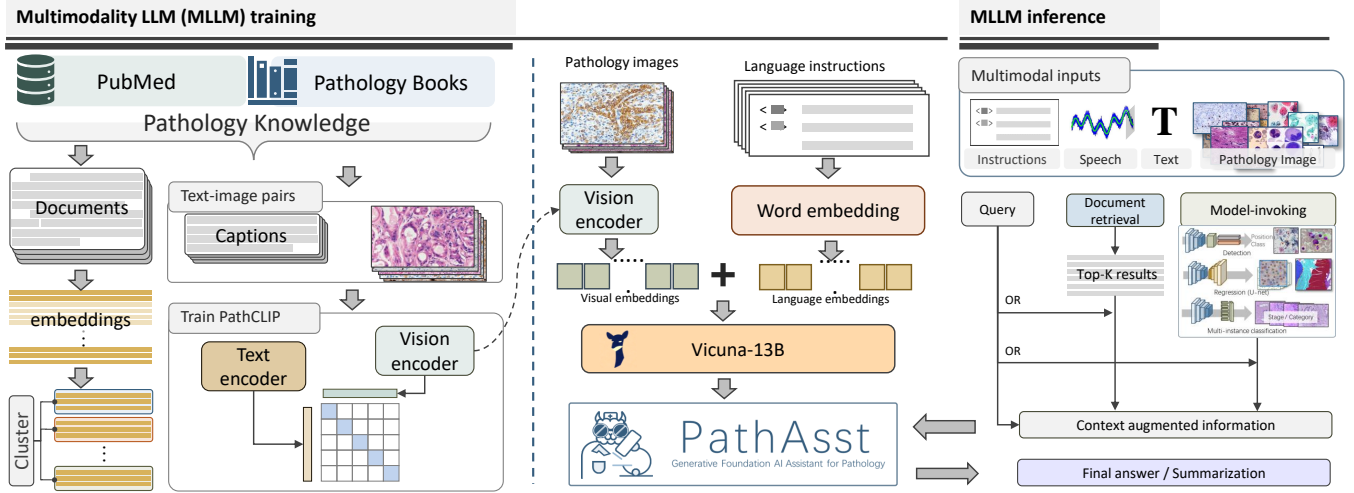 Multimodality LLM (MLLM) training
PubMed
Pathology Books
Pathology Knowledge
Documents
embeddings
Cluster
Text-image pairs
Captions
Train PathCLIP
Text
encoder
Vision
encoder
Pathology images
Language instructions
Vision
encoder
Word embedding
Visual embeddings
+
Language embeddings
Vicuna-13B
PathAsst
Generative Foundation AI Assistant for Pathology
MLLM inference
Multimodal inputs
T
Instructions
Speech
Text
Pathology Image
Query
Document
retrieval
Top-K results
Model-invoking
Position
Class
Detection
Regression (U-net)
Stage / Category
Multi-instance classification
OR
OR
Context augmented information
Final answer / Summarization